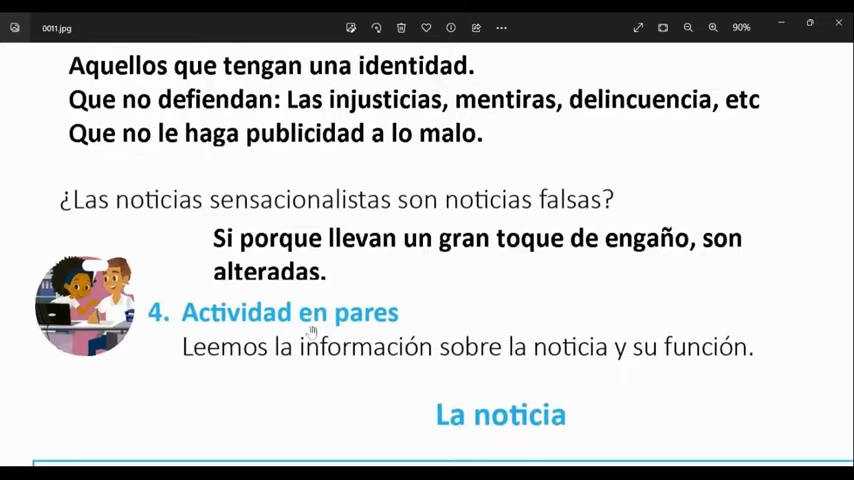 0011.jpg
90%
Aquellos que tengan una identidad.
Que no defiendan: Las injusticias, mentiras, delincuencia, etc
Que no le haga publicidad a lo malo.
¿Las noticias sensacionalistas son noticias falsas?
Si porque llevan un gran toque de engaño, son
alteradas.
4. Actividad en pares
Leemos la información sobre la noticia y su función.
La noticia